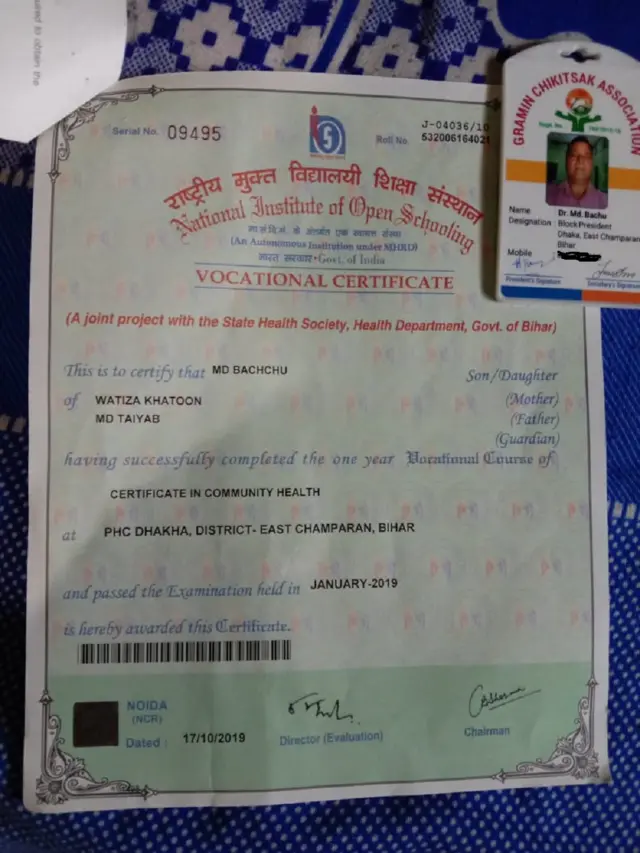 ired to obtain the
Serial No. 09495
J-04036/10
Roll No. 532006164021
राष्ट्रीय मुक्त विद्यालयी शिक्षा संस्थान
National Institute of Open Schooling
(An Autonomous Institution under MHRD)
भारत सरकार • Govt. of India
VOCATIONAL CERTIFICATE
(A joint project with the State Health Society, Health Department, Govt. of Bihar)
This is to certify that MD BACHCHU
Son/Daughter
of WATIZA KHATOON (Mother)
MD TAIYAB (Father)
(Guardian)
having successfully completed the one year Vocational Course of
CERTIFICATE IN COMMUNITY HEALTH
at PHC DHAKHA, DISTRICT- EAST CHAMPARAN, BIHAR
and passed the Examination held in JANUARY-2019
is hereby awarded this Certificate.
NOIDA
(NCR)
Dated : 17/10/2019
Director (Evaluation)
Chairman
GRAMIN CHIKITSAK ASSOCIATION
Name : Dr. Md. Bachu
Designation : Block President
Dhaka, East Champaran
Bihar
Mobile
President's Signature
Secretary's Signature